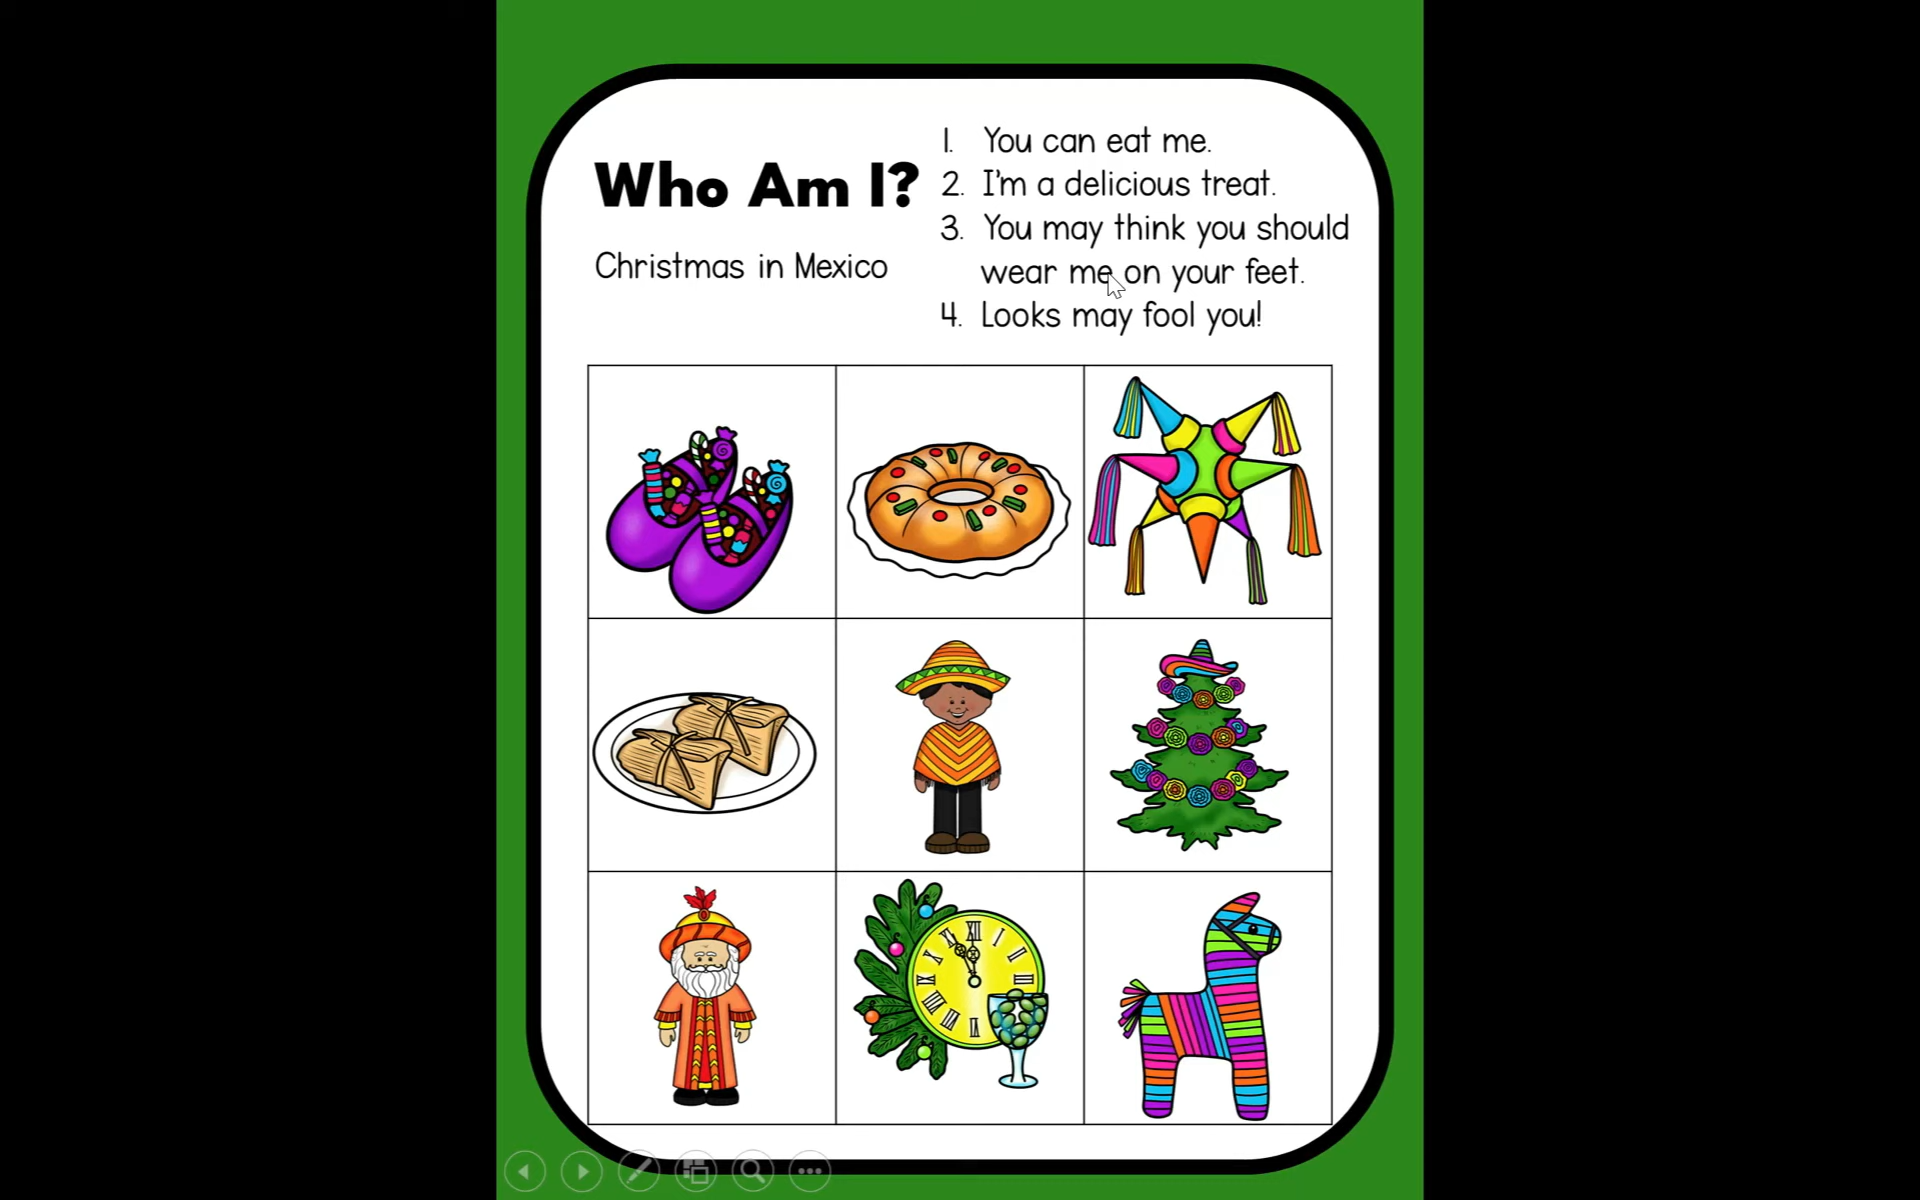 Who Am I?
Christmas in Mexico
1. You can eat me.
2. I'm a delicious treat.
3. You may think you should
wear me on your feet.
4. Looks may fool you!